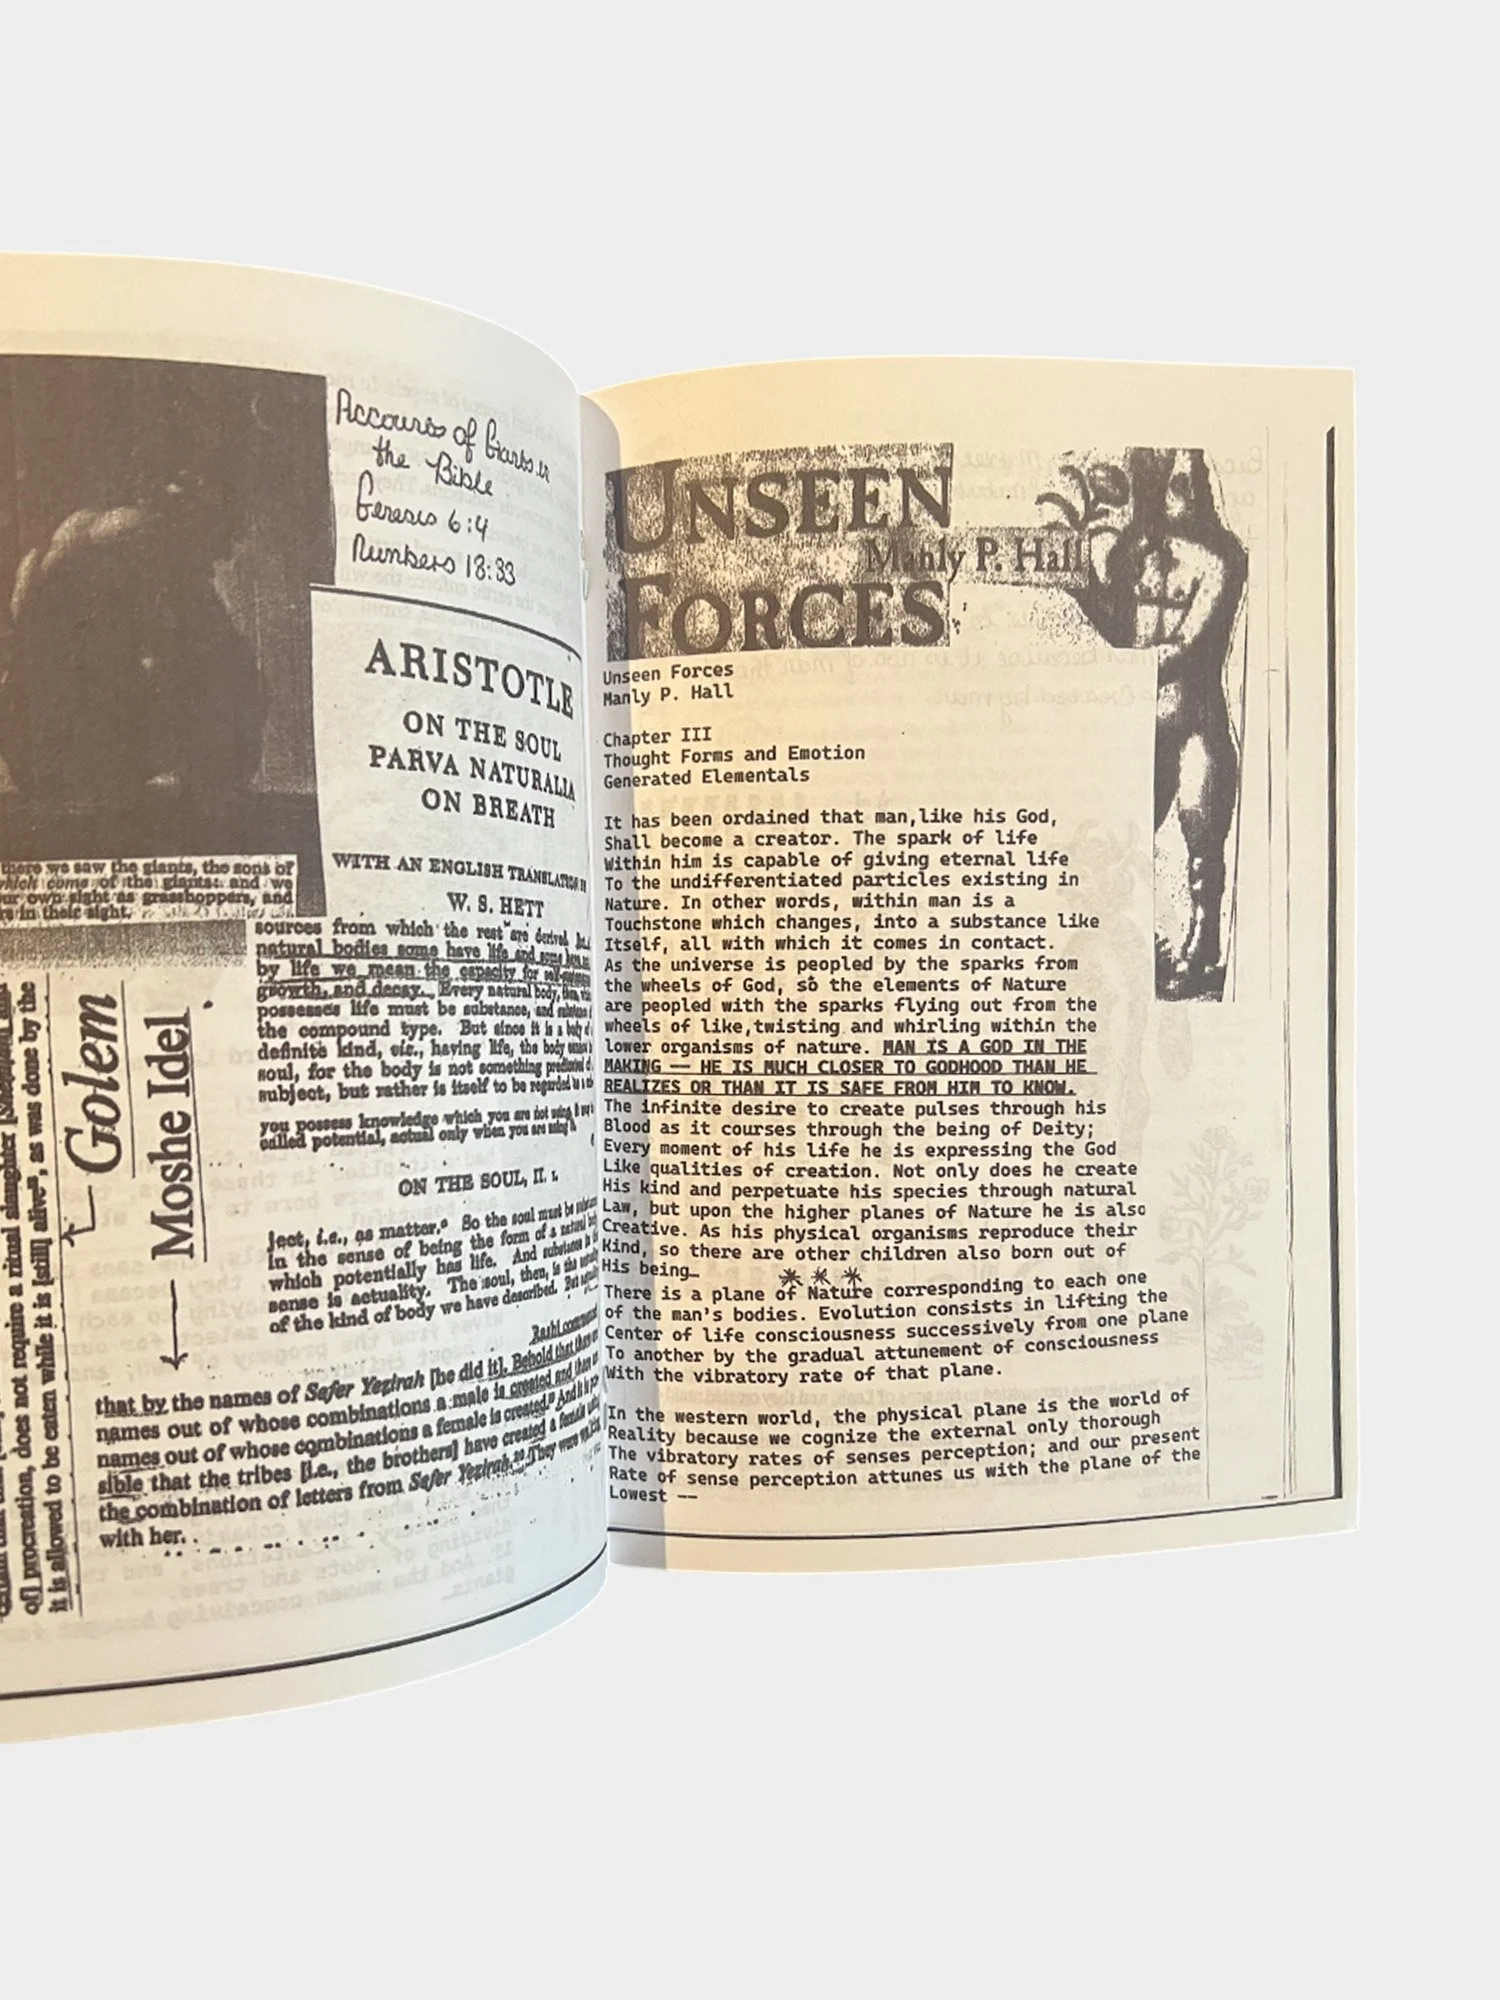 Accounts of Giants in
the Bible
Genesis 6:4
Numbers 13:33
ARISTOTLE
ON THE SOUL
PARVA NATURALIA
ON BREATH
WITH AN ENGLISH TRANSLATION BY
W. S. HETT
there we saw the giants, the sons of
which come of the giants: and we
our own sight as grasshoppers, and
in their sight.
sources from which the rest are derived.
natural bodies some have life and some
by life we mean the capacity for
growth, and decay. Every natural body, then,
possesses life must be substance, and
the compound type. But since it is a body of
definite kind, viz., having life, the body cannot
soul, for the body is not something predicated of
subject, but rather is itself to be regarded as a
you possess knowledge which you are not using
called potential, actual only when you are using
ON THE SOUL, II. I.
ject, i.e., as matter. So the soul must be substance
in the sense of being the form of a natural body
which potentially has life. And substance in this
sense is actuality. The soul, then, is the actuality
of the kind of body we have described. But actuality
Golem
Moshe Idel
ritual slaughter
of] procreation, does not require a ritual slaughter
it is allowed to be eaten while it is [still] alive", as was done by the
that by the names of Sefer Yezirah [he did it]. Behold that
names out of whose combinations a male is created and
names out of whose combinations a female is created. And it is
sible that the tribes [i.e., the brothers] have created a female
the combination of letters from Sefer Yezirah. They were
with her.
UNSEEN
Manly P. Hall
FORCES
Unseen Forces
Manly P. Hall
Chapter III
Thought Forms and Emotion
Generated Elementals
It has been ordained that man,like his God,
Shall become a creator. The spark of life
Within him is capable of giving eternal life
To the undifferentiated particles existing in
Nature. In other words, within man is a
Touchstone which changes, into a substance like
Itself, all with which it comes in contact.
As the universe is peopled by the sparks from
the wheels of God, so the elements of Nature
are peopled with the sparks flying out from the
wheels of like,twisting and whirling within the
lower organisms of nature. MAN IS A GOD IN THE
MAKING -- HE IS MUCH CLOSER TO GODHOOD THAN HE
REALIZES OR THAN IT IS SAFE FROM HIM TO KNOW.
The infinite desire to create pulses through his
Blood as it courses through the being of Deity;
Every moment of his life he is expressing the God
Like qualities of creation. Not only does he create
His kind and perpetuate his species through natural
Law, but upon the higher planes of Nature he is also
Creative. As his physical organisms reproduce their
Kind, so there are other children also born out of
His being…
***
There is a plane of Nature corresponding to each one
of the man's bodies. Evolution consists in lifting the
Center of life consciousness successively from one plane
To another by the gradual attunement of consciousness
With the vibratory rate of that plane.
In the western world, the physical plane is the world of
Reality because we cognize the external only thorough
The vibratory rates of senses perception; and our present
Rate of sense perception attunes us with the plane of the
Lowest --